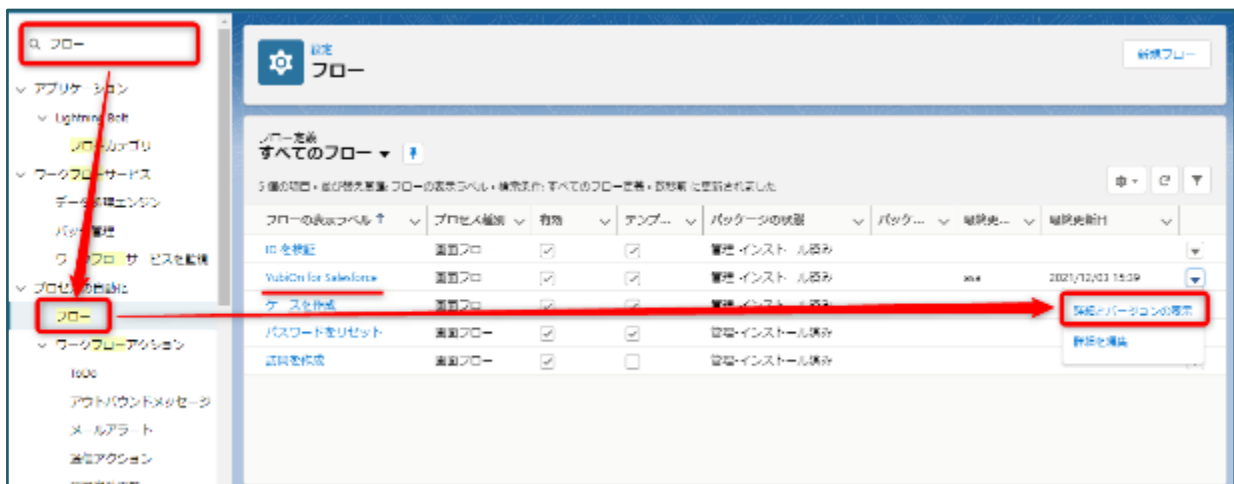 フロー
アプリケーション
Lightning Bolt
フローカテゴリ
ワークフローサービス
データ処理エンジン
バッチ管理
ワークフローサービスを監視
プロセスの自動化
フロー
ワークフローアクション
ToDo
アウトバウンドメッセージ
メールアラート
送信アクション
設定
フロー
新規フロー
フロー定義
すべてのフロー
5 個の項目・並び替え基準: フローの表示ラベル・検索条件: すべてのフロー定義・数秒前 に更新されました
フローの表示ラベル ↑ プロセス種別 有効 テンプ... パッケージの状態 パッケ... 最終更... 最終更新日
ID を検証 画面フロー 管理-インストール済み
YubiOn for Salesforce 画面フロー 管理-インストール済み 2021/12/03 15:39
ケースを作成 画面フロー 管理-インストール済み
パスワードをリセット 画面フロー 管理-インストール済み
訪問を作成 画面フロー 管理-インストール済み
詳細とバージョンの表示
詳細を編集